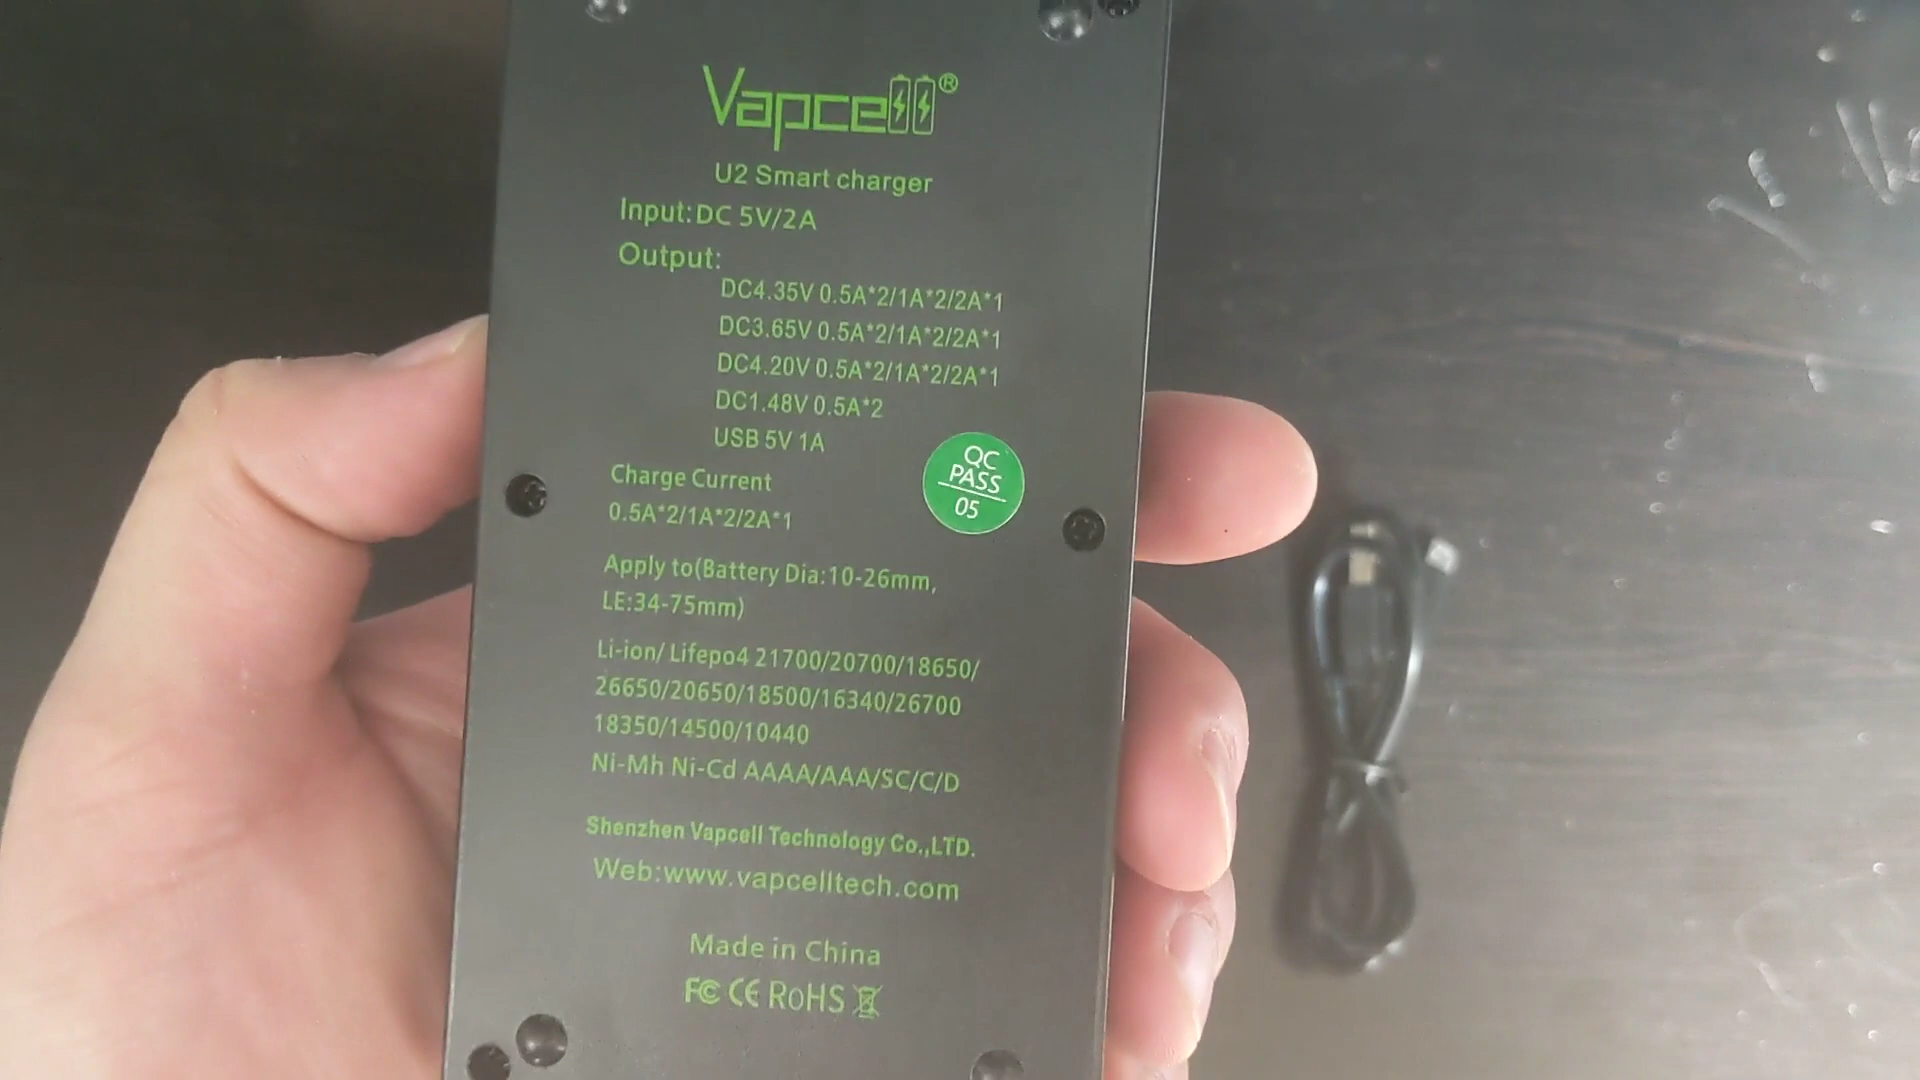 Vapcell®
U2 Smart charger
Input:DC 5V/2A
Output:
DC4.35V 0.5A*2/1A*2/2A*1
DC3.65V 0.5A*2/1A*2/2A*1
DC4.20V 0.5A*2/1A*2/2A*1
DC1.48V 0.5A*2
USB 5V 1A
QC
PASS
05
Charge Current
0.5A*2/1A*2/2A*1
Apply to(Battery Dia:10-26mm,
LE:34-75mm)
Li-ion/ Lifepo4 21700/20700/18650/
26650/20650/18500/16340/26700
18350/14500/10440
Ni-Mh Ni-Cd AAAA/AAA/SC/C/D
Shenzhen Vapcell Technology Co.,LTD.
Web:www.vapcelltech.com
Made in China
FC CE RoHS